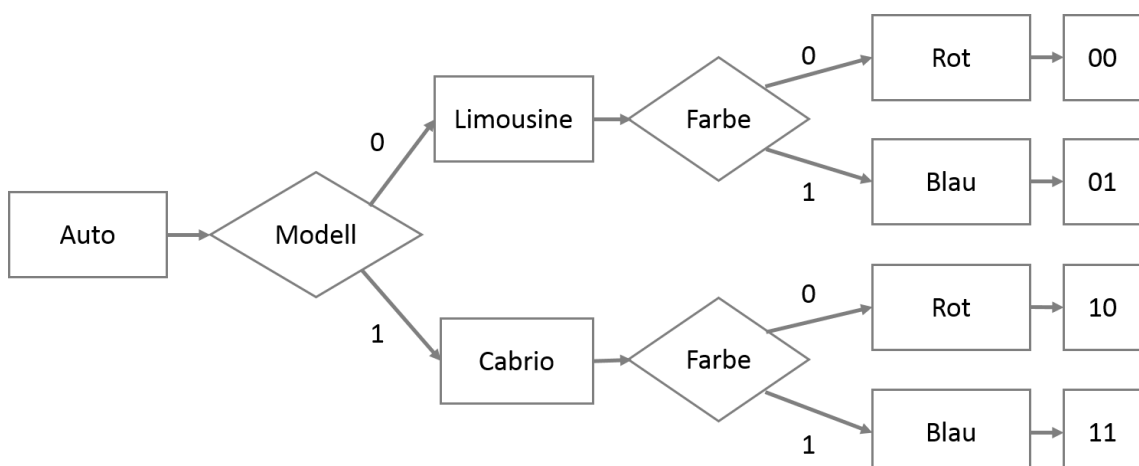 Auto
Modell
0
Limousine
Farbe
0
Rot
00
1
Blau
01
1
Cabrio
Farbe
0
Rot
10
1
Blau
11